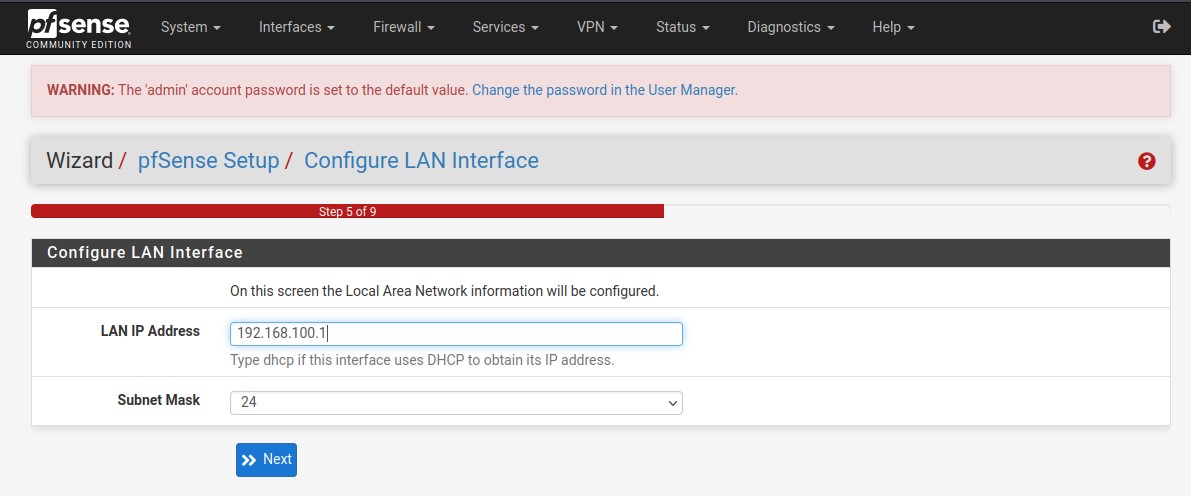 pfsense
COMMUNITY EDITION
System Interfaces Firewall Services VPN Status Diagnostics Help
WARNING: The 'admin' account password is set to the default value. Change the password in the User Manager.
Wizard / pfSense Setup / Configure LAN Interface
Step 5 of 9
Configure LAN Interface
On this screen the Local Area Network information will be configured.
LAN IP Address 192.168.100.1
Type dhcp if this interface uses DHCP to obtain its IP address.
Subnet Mask 24
Next